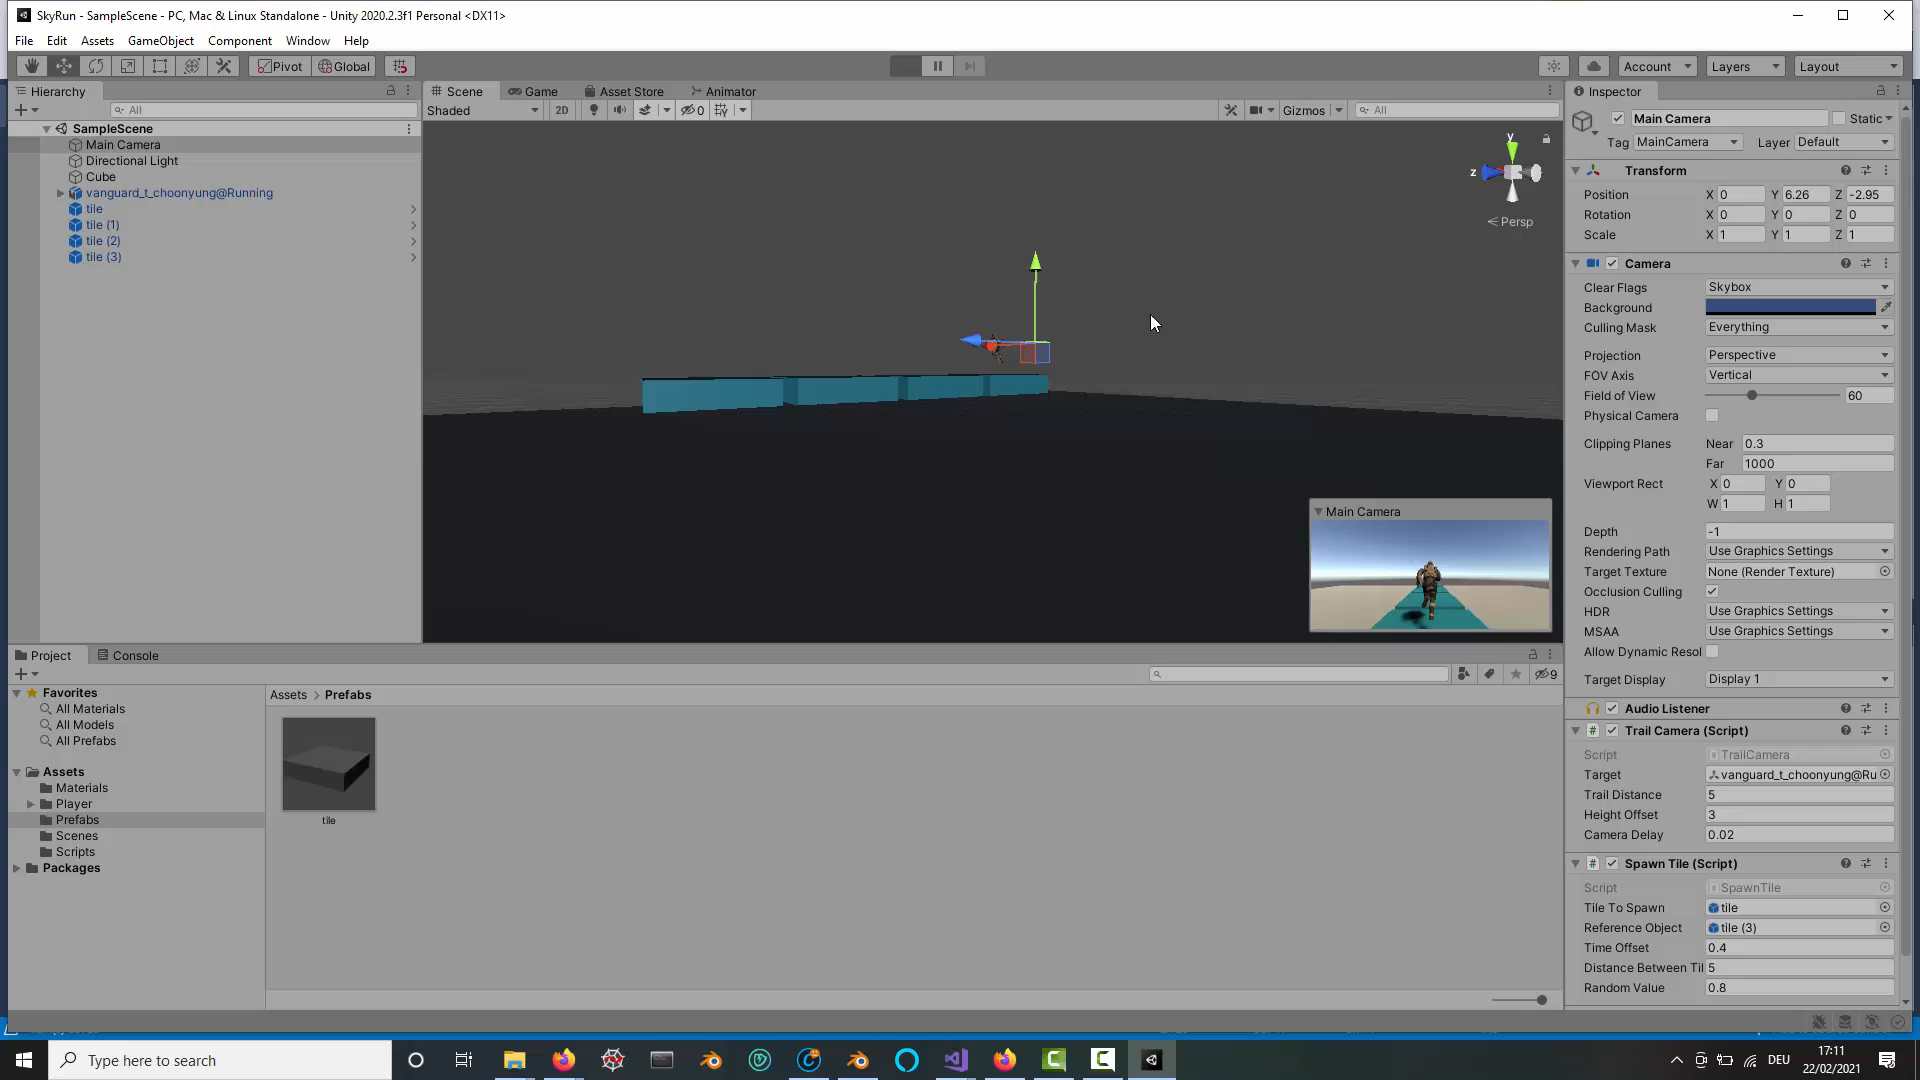 SkyRun - SampleScene - PC, Mac & Linux Standalone - Unity 2020.2.3f1 Personal <DX11>
File Edit Assets GameObject Component Window Help
Pivot Global Account Layers Layout
Hierarchy
All
SampleScene
Main Camera
Directional Light
Cube
vanguard_t_choonyung@Running
tile
tile (1)
tile (2)
tile (3)
Scene Game Asset Store Animator
Shaded 2D 0 Gizmos All
y
z
Persp
Main Camera
Inspector
Main Camera Static
Tag MainCamera Layer Default
Transform
Position X 0 Y 6.26 Z -2.95
Rotation X 0 Y 0 Z 0
Scale X 1 Y 1 Z 1
Camera
Clear Flags Skybox
Background
Culling Mask Everything
Projection Perspective
FOV Axis Vertical
Field of View 60
Physical Camera
Clipping Planes Near 0.3
Far 1000
Viewport Rect X 0 Y 0
W 1 H 1
Depth -1
Rendering Path Use Graphics Settings
Target Texture None (Render Texture)
Occlusion Culling
HDR Use Graphics Settings
MSAA Use Graphics Settings
Allow Dynamic Resol
Target Display Display 1
Audio Listener
Trail Camera (Script)
Script TrailCamera
Target vanguard_t_choonyung@Ru
Trail Distance 5
Height Offset 3
Camera Delay 0.02
Spawn Tile (Script)
Script SpawnTile
Tile To Spawn tile
Reference Object tile (3)
Time Offset 0.4
Distance Between Til 5
Random Value 0.8
Project Console
9
Favorites
All Materials
All Models
All Prefabs
Assets
Materials
Player
Prefabs
Scenes
Scripts
Packages
Assets > Prefabs
tile
Type here to search
DEU
17:11
22/02/2021